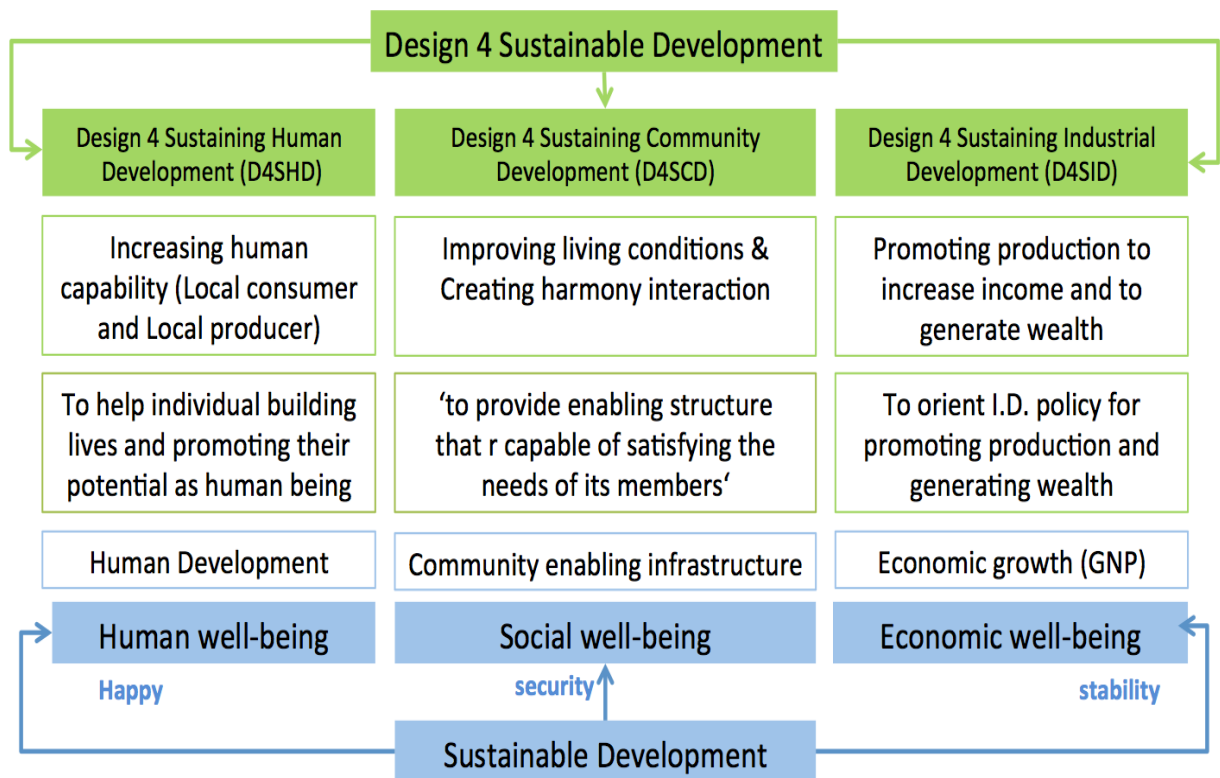 Design 4 Sustainable Development
Design 4 Sustaining Human
Development (D4SHD)
Design 4 Sustaining Community
Development (D4SCD)
Design 4 Sustaining Industrial
Development (D4SID)
Increasing human
capability (Local consumer
and Local producer)
Improving living conditions &
Creating harmony interaction
Promoting production to
increase income and to
generate wealth
To help individual building
lives and promoting their
potential as human being
‘to provide enabling structure
that r capable of satisfying the
needs of its members‘
To orient I.D. policy for
promoting production and
generating wealth
Human Development
Community enabling infrastructure
Economic growth (GNP)
Human well-being
Social well-being
Economic well-being
Happy
security
stability
Sustainable Development